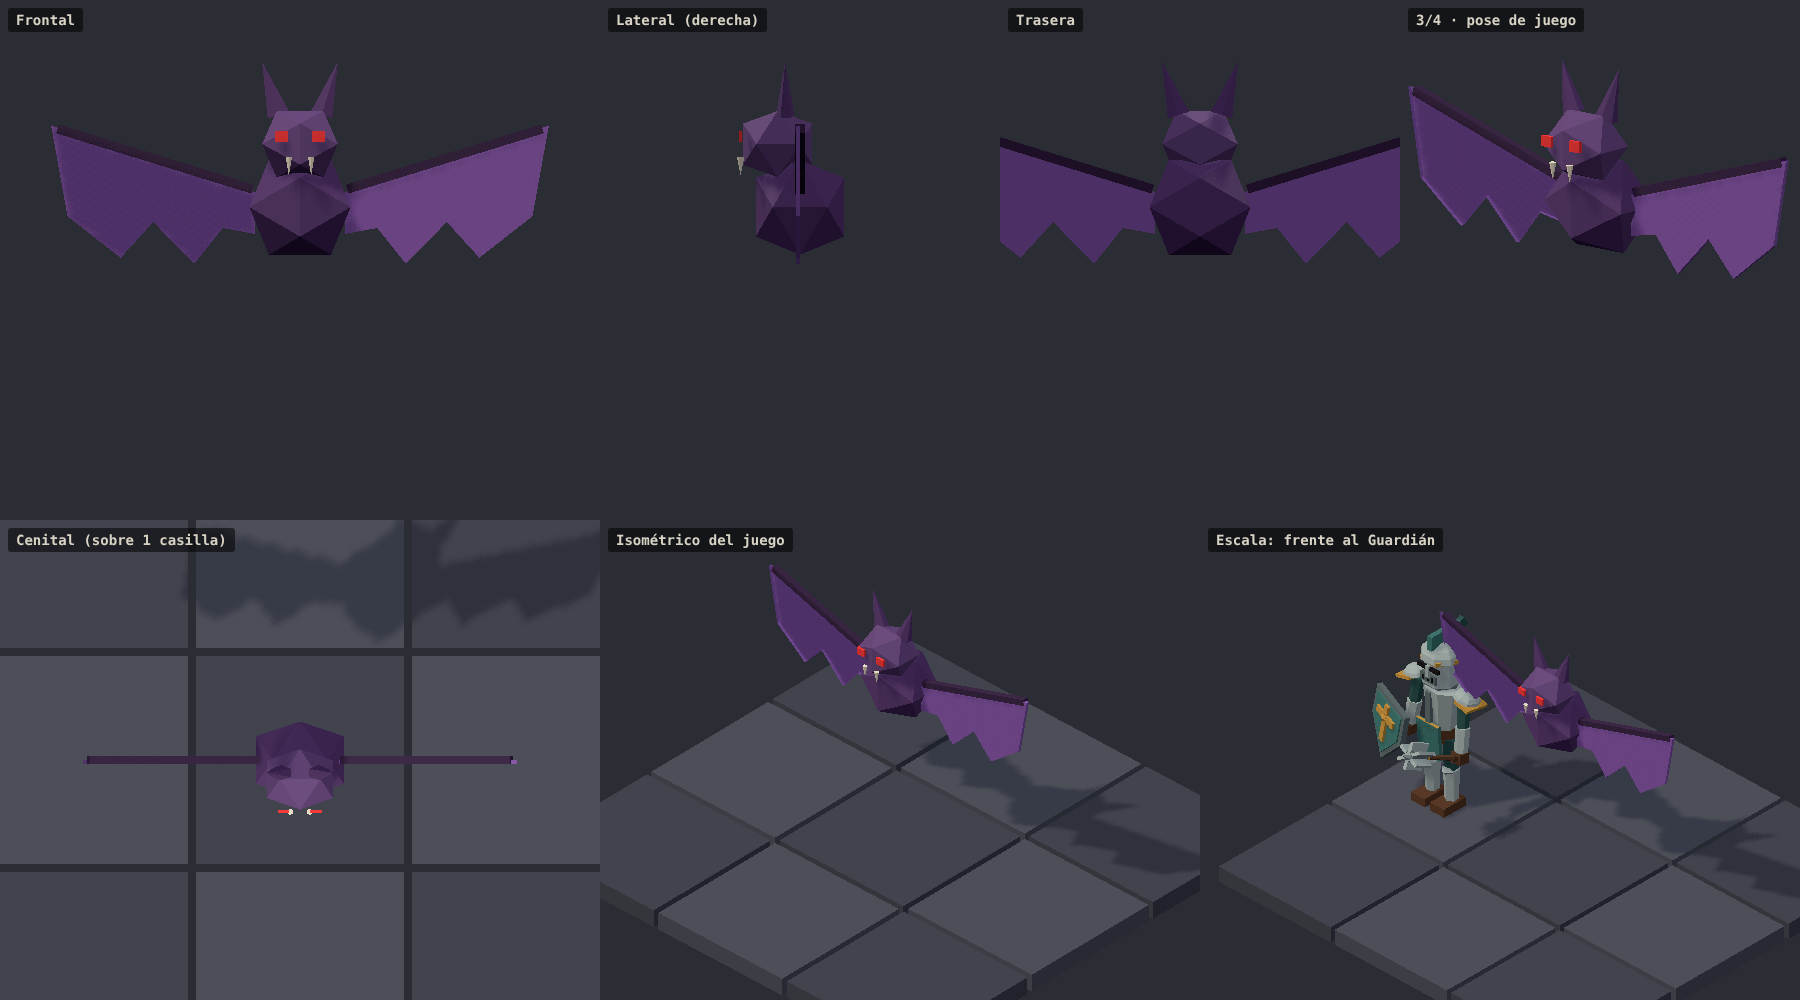 Frontal
Lateral (derecha)
Trasera
3/4 · pose de juego
Cenital (sobre 1 casilla)
Isométrico del juego
Escala: frente al Guardián